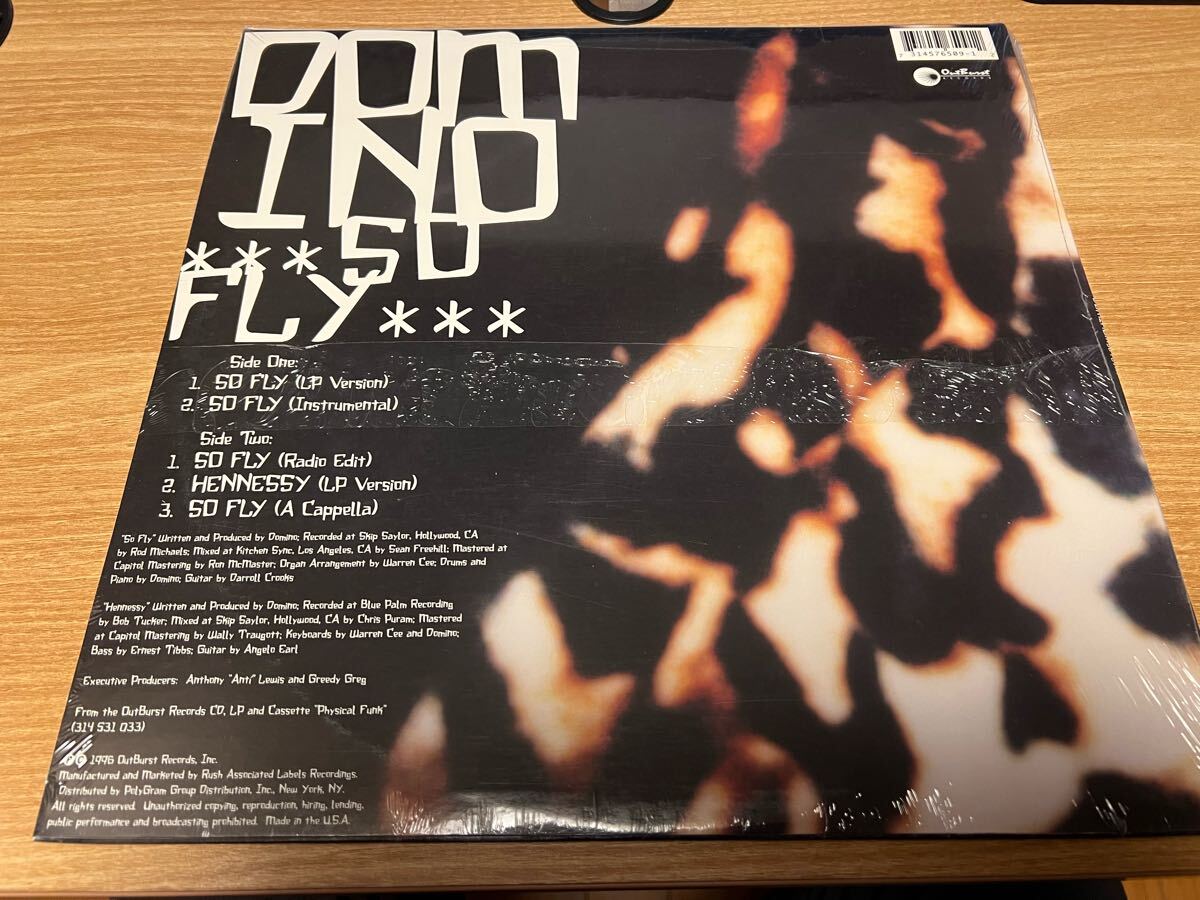 DOM
INO
***SO
FLY***
7 314576509-1 2
OutBurst
RECORDS
Side One:
1. SO FLY (LP Version)
2. SO FLY (Instrumental)
Side Two:
1. SO FLY (Radio Edit)
2. HENNESSY (LP Version)
3. SO FLY (A Cappella)
"So Fly" Written and Produced by Domino; Recorded at Skip Saylor, Hollywood, CA
by Rod Michaels; Mixed at Kitchen Sync, Los Angeles, CA by Sean Freehill; Mastered at
Capitol Mastering by Ron McMaster; Organ Arrangement by Warren Cee; Drums and
Piano by Domino; Guitar by Darroll Crooks
"Hennessy" Written and Produced by Domino; Recorded at Blue Palm Recording
by Bob Tucker; Mixed at Skip Saylor, Hollywood, CA by Chris Puram; Mastered
at Capitol Mastering by Wally Traugott; Keyboards by Warren Cee and Domino;
Bass by Ernest Tibbs; Guitar by Angelo Earl
Executive Producers: Anthony "Anti" Lewis and Greedy Greg
From the OutBurst Records CD, LP and Cassette "Physical Funk"
(314 531 033)
℗© 1996 OutBurst Records, Inc.
Manufactured and Marketed by Rush Associated Labels Recordings.
Distributed by PolyGram Group Distribution, Inc., New York, NY.
All rights reserved. Unauthorized copying, reproduction, hiring, lending,
public performance and broadcasting prohibited. Made in the U.S.A.